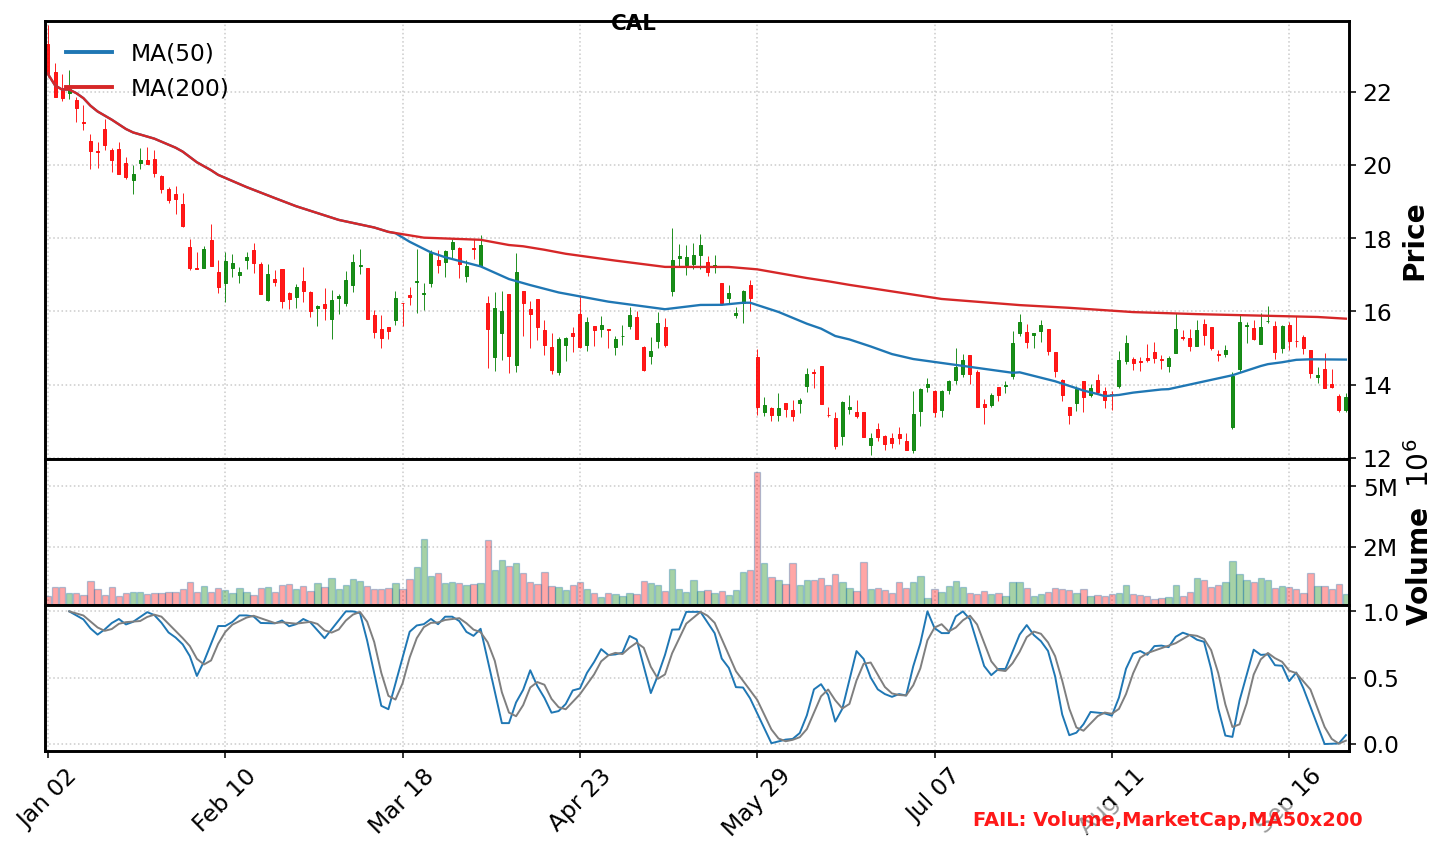 CAL
MA(50)
MA(200)
22
20
18
16
14
12
Price
10^6
5M
2M
Volume
1.0
0.5
0.0
Jan 02
Feb 10
Mar 18
Apr 23
May 29
Jul 07
Aug 11
Sep 16
FAIL: Volume,MarketCap,MA50x200